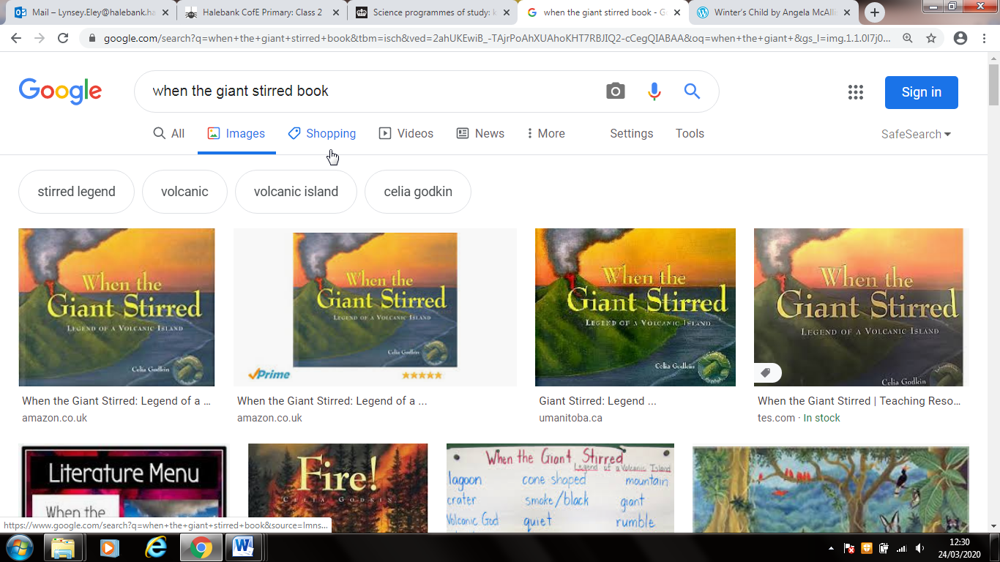 Mail – Lynsey.Eley@halebank.ha
Halebank CofE Primary: Class 2
Science programmes of study: k
when the giant stirred book - G
Winter's Child by Angela McAlli
google.com/search?q=when+the+giant+stirred+book&tbm=isch&ved=2ahUKEwiB_-TAjrPoAhXUAhoKHT7RBJIQ2-cCegQIABAA&oq=when+the+giant+&gs_l=img.1.1.0l7j0...
Google
when the giant stirred book
Sign in
All Images Shopping Videos News More Settings Tools
SafeSearch
stirred legend volcanic volcanic island celia godkin
When the
Giant Stirred
Legend of a Volcanic Island
Celia Godkin
When the
Giant Stirred
Legend of a Volcanic Island
Celia Godkin
Prime
When the
Giant Stirred
Legend of a Volcanic Island
Celia Godkin
When the
Giant Stirred
Legend of a Volcanic Island
Celia Godkin
When the Giant Stirred: Legend of a ...
amazon.co.uk
When the Giant Stirred: Legend of a ...
amazon.co.uk
Giant Stirred: Legend ...
umanitoba.ca
When the Giant Stirred | Teaching Reso...
tes.com · In stock
Literature Menu
When the
Fire!
Celia Godkin
When the Giant Stirred
Legend of a Volcanic Island
lagoon cone shaped mountain
crater smoke/black giant
Volcanic God quiet rumble
https://www.google.com/search?q=when+the+giant+stirred+book&source=lmns...
12:30
24/03/2020